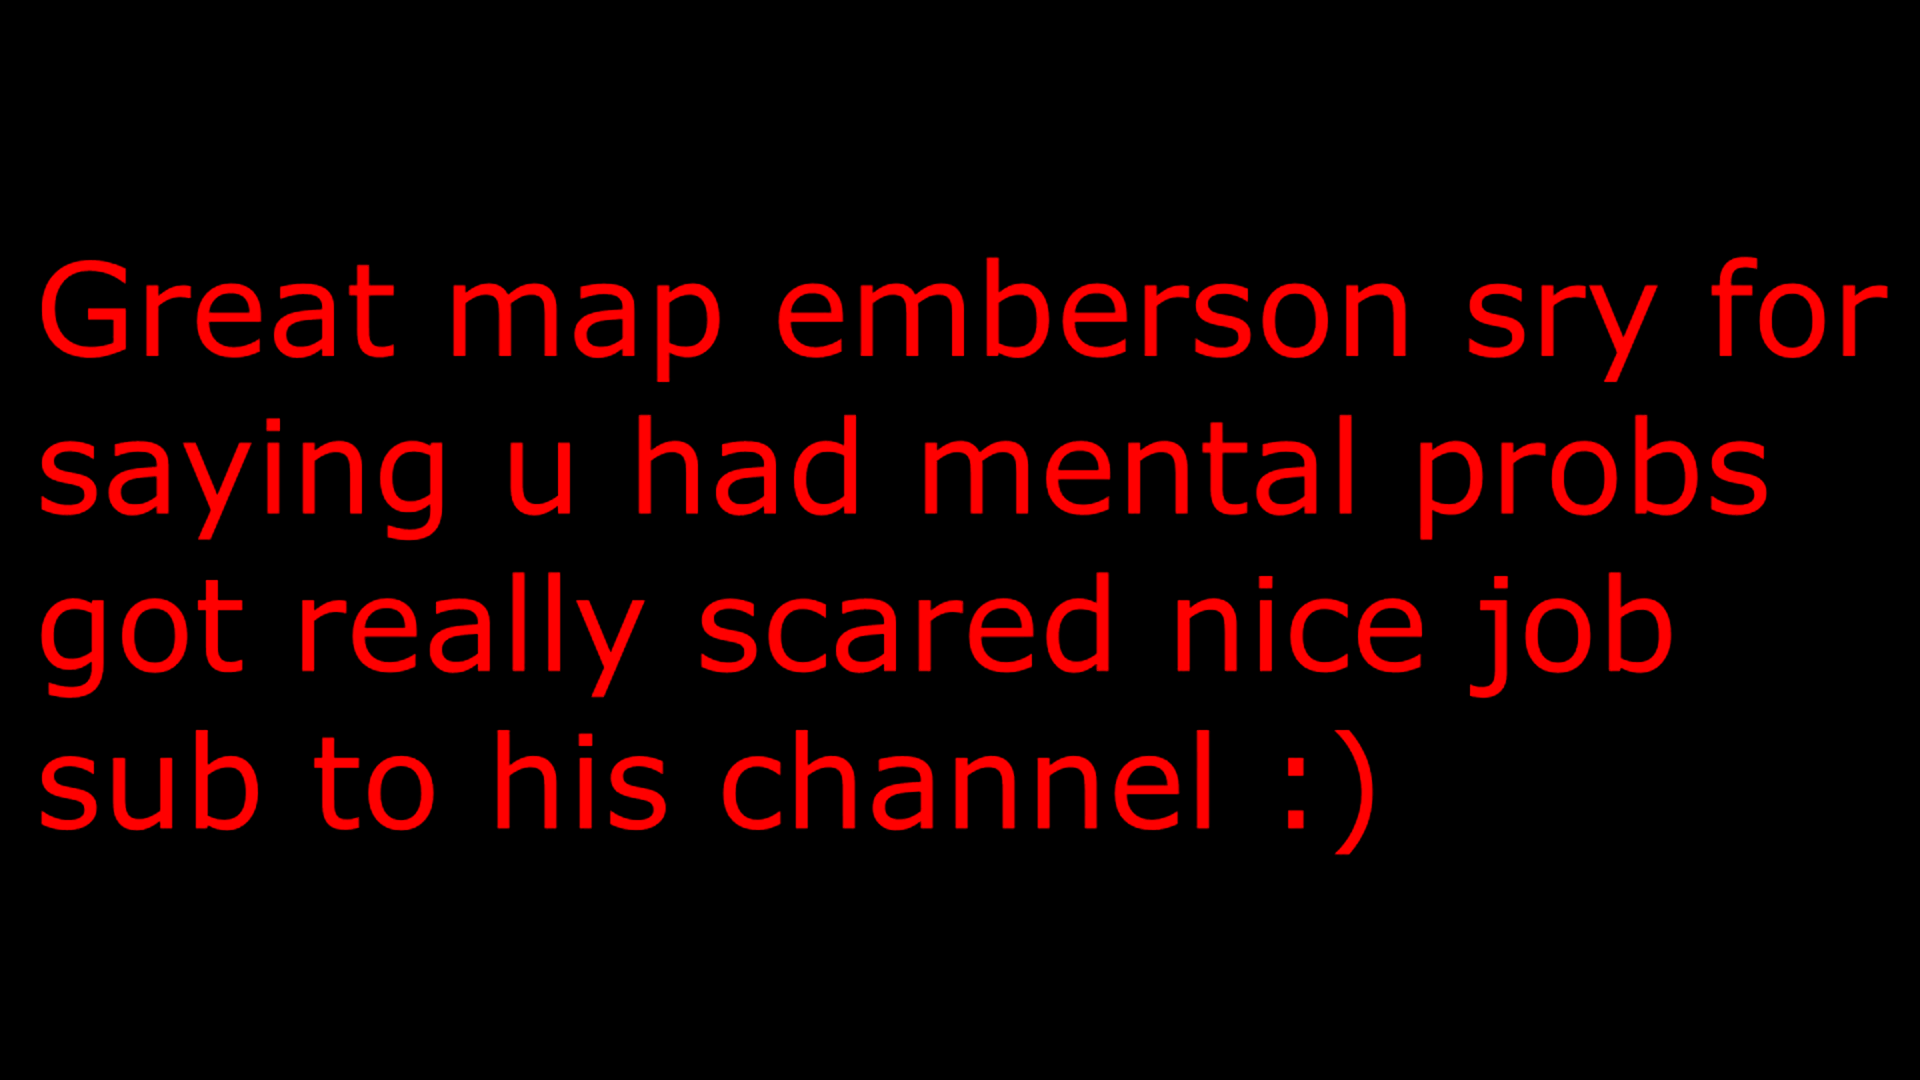 Great map emberson sry for
saying u had mental probs
got really scared nice job
sub to his channel :)